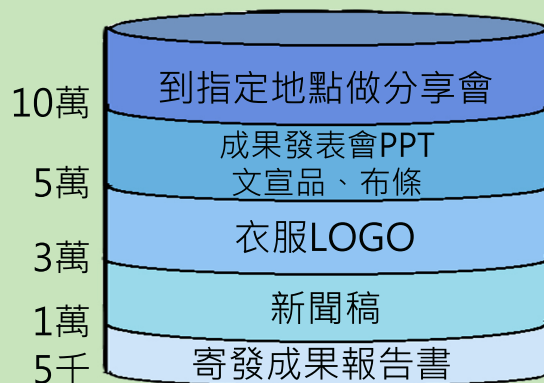 到指定地點做分享會
10萬
成果發表會PPT
文宣品、布條
5萬
衣服LOGO
3萬
新聞稿
1萬
寄發成果報告書
5千